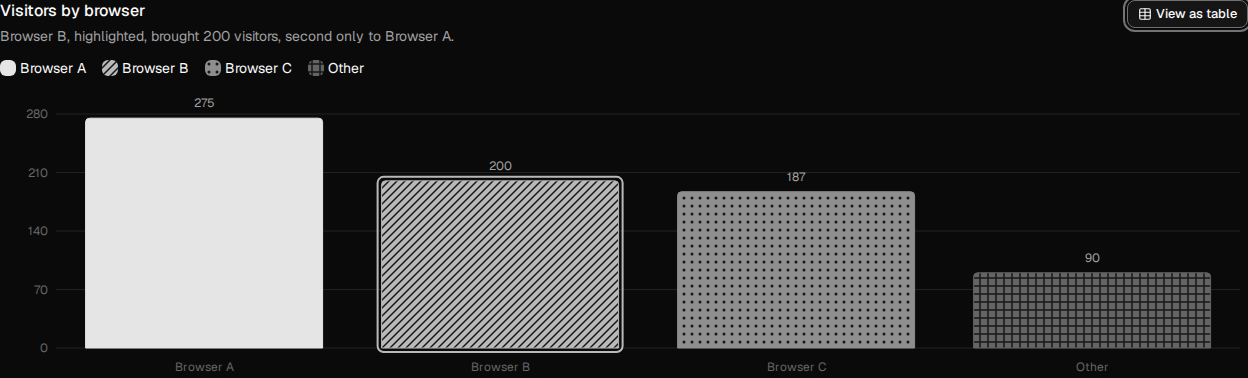 Visitors by browser
View as table
Browser B, highlighted, brought 200 visitors, second only to Browser A.
Browser A Browser B Browser C Other
275
280
200
210
187
140
90
70
0
Browser A Browser B Browser C Other